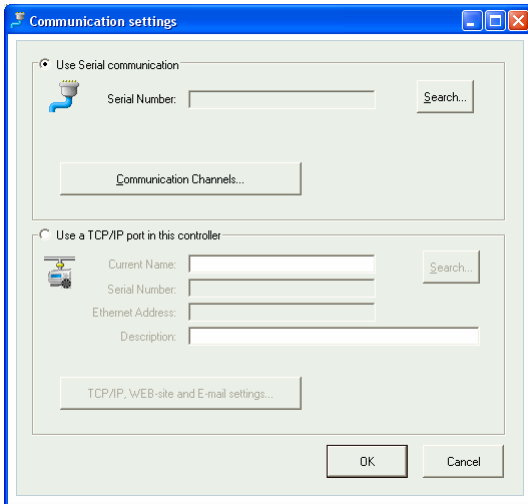 Communication settings
Use Serial communication
Serial Number:
Search...
Communication Channels...
Use a TCP/IP port in this controller
Current Name:
Search...
Serial Number:
Ethernet Address:
Description:
TCP/IP, WEB-site and E-mail settings...
OK
Cancel